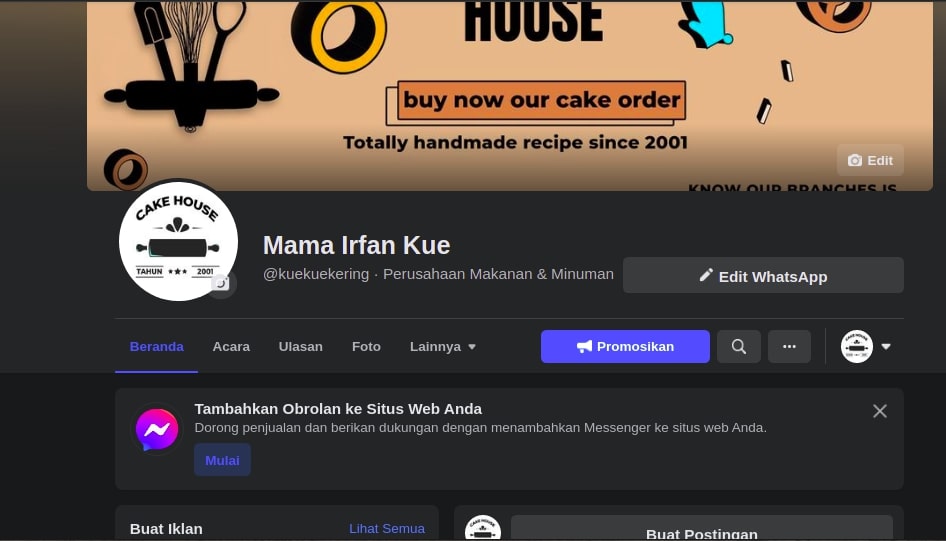 HOUSE
buy now our cake order
Totally handmade recipe since 2001
Edit
KNOW OUR BRANCHES IS
CAKE HOUSE
TAHUN
2001
Mama Irfan Kue
@kuekuekering · Perusahaan Makanan & Minuman
Edit WhatsApp
Beranda
Acara
Ulasan
Foto
Lainnya
Promosikan
Tambahkan Obrolan ke Situs Web Anda
Dorong penjualan dan berikan dukungan dengan menambahkan Messenger ke situs web Anda.
Mulai
Buat Iklan
Lihat Semua
CAKE HOUSE
Buat Postingan